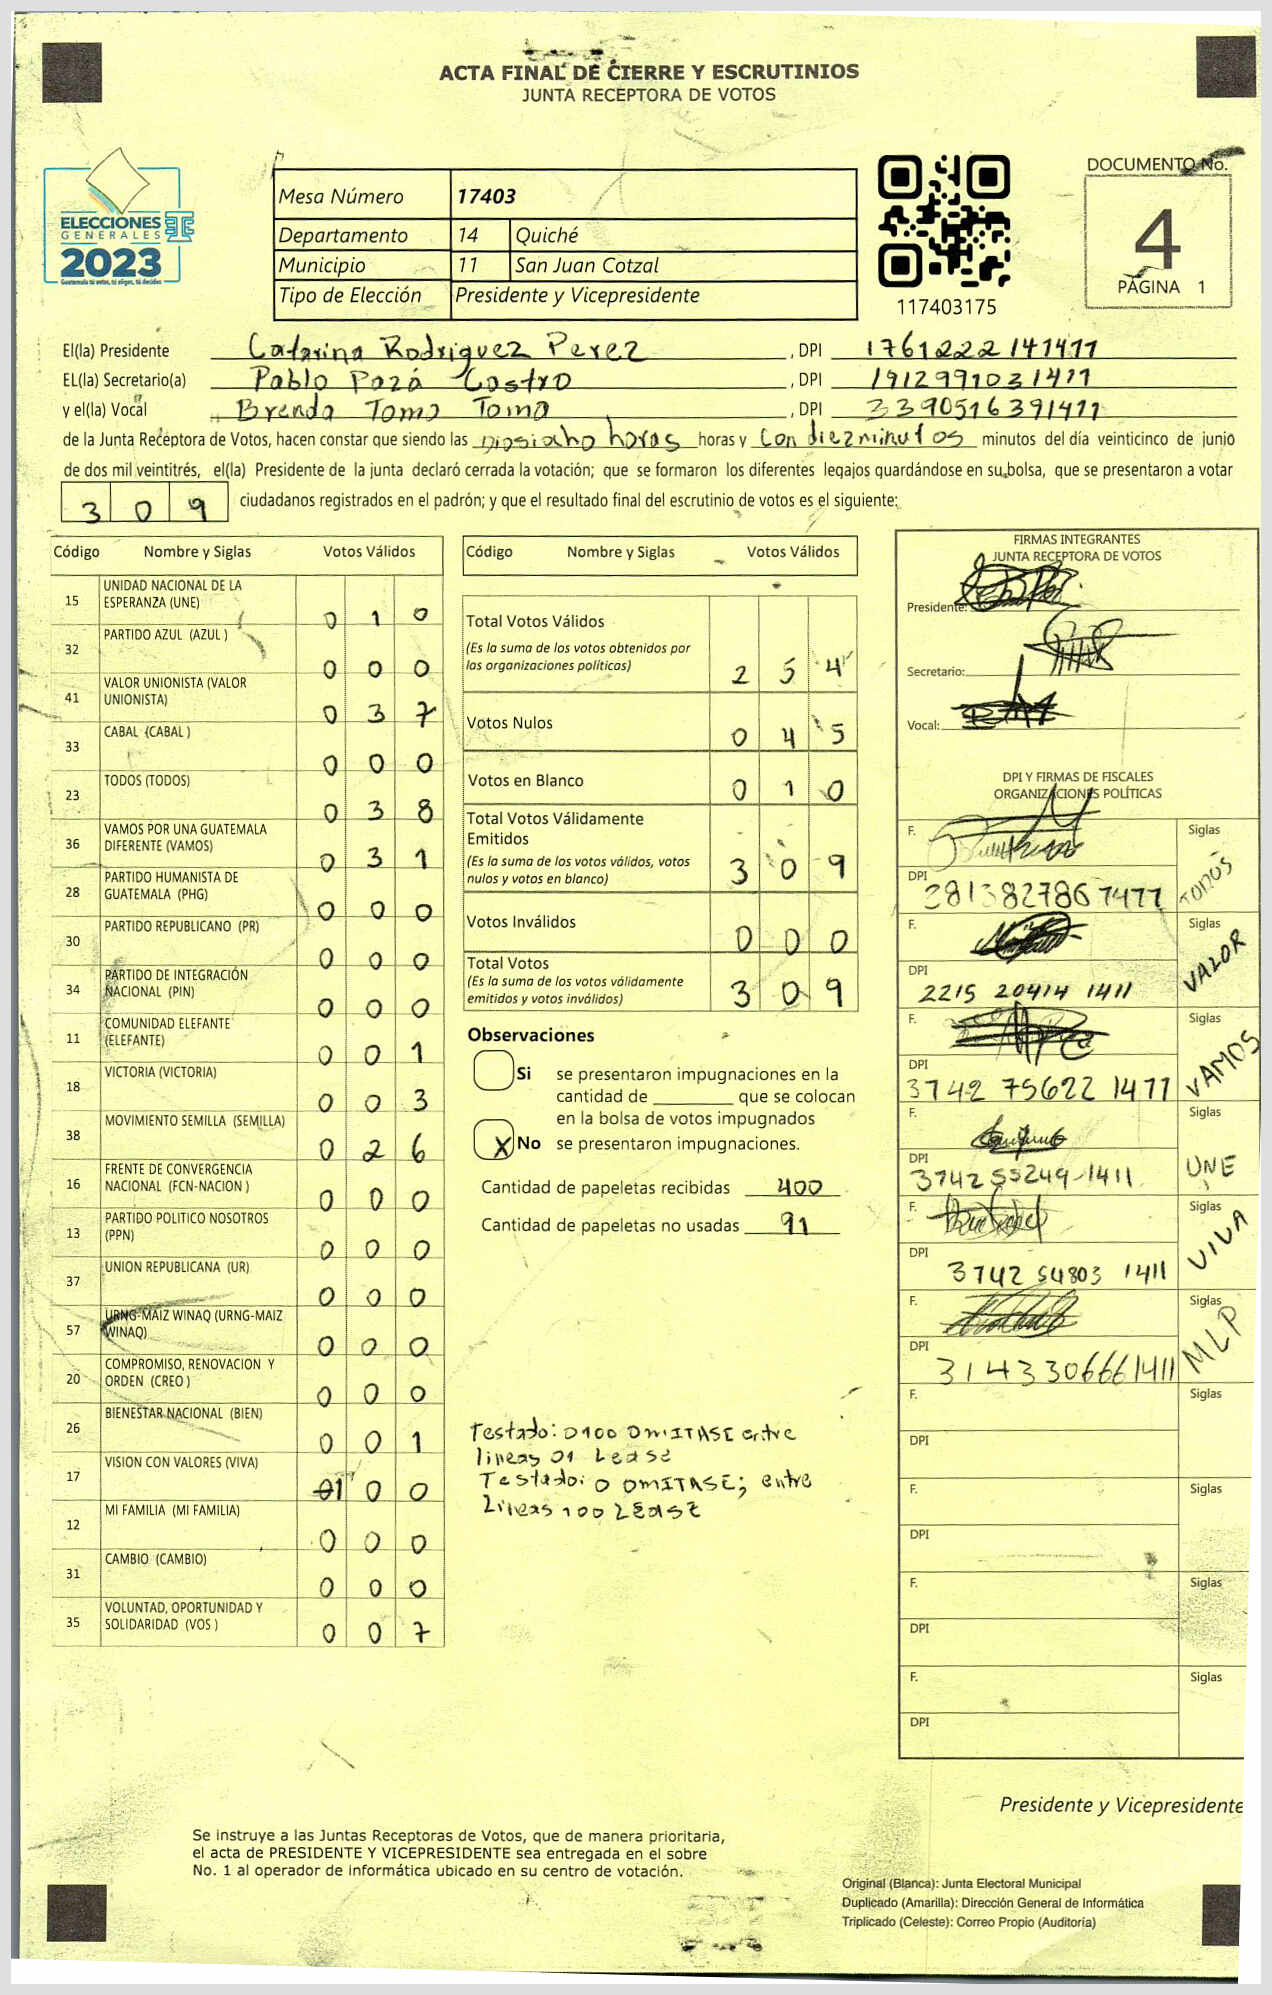 ACTA FINAL DE CIERRE Y ESCRUTINIOS
JUNTA RECEPTORA DE VOTOS
ELECCIONES
GENERALES
2023
Guatemala tú votas, tú eliges, tú decides
Mesa Número 17403
Departamento 14 Quiché
Municipio 11 San Juan Cotzal
Tipo de Elección Presidente y Vicepresidente
117403175
DOCUMENTO No.
4
PÁGINA 1
El(la) Presidente Catarina Rodriguez Perez , DPI 1761222141411
EL(la) Secretario(a) Pablo Pozá Castro , DPI 1912991031411
y el(la) Vocal Brenda Tomo Toma , DPI 3390516391411
de la Junta Receptora de Votos, hacen constar que siendo las Diosiocho horas horas y con diezminutos minutos del día veinticinco de junio
de dos mil veintitrés, el(la) Presidente de la junta declaró cerrada la votación; que se formaron los diferentes legajos guardándose en su bolsa, que se presentaron a votar
3 0 9 ciudadanos registrados en el padrón; y que el resultado final del escrutinio de votos es el siguiente:
Código Nombre y Siglas Votos Válidos
15 UNIDAD NACIONAL DE LA
ESPERANZA (UNE) 0 1 0
32 PARTIDO AZUL (AZUL ) 0 0 0
41 VALOR UNIONISTA (VALOR
UNIONISTA) 0 3 7
33 CABAL (CABAL ) 0 0 0
23 TODOS (TODOS) 0 3 8
36 VAMOS POR UNA GUATEMALA
DIFERENTE (VAMOS) 0 3 1
28 PARTIDO HUMANISTA DE
GUATEMALA (PHG) 0 0 0
30 PARTIDO REPUBLICANO (PR) 0 0 0
34 PARTIDO DE INTEGRACIÓN
NACIONAL (PIN) 0 0 0
11 COMUNIDAD ELEFANTE
(ELEFANTE) 0 0 1
18 VICTORIA (VICTORIA) 0 0 3
38 MOVIMIENTO SEMILLA (SEMILLA) 0 2 6
16 FRENTE DE CONVERGENCIA
NACIONAL (FCN-NACION ) 0 0 0
13 PARTIDO POLITICO NOSOTROS
(PPN) 0 0 0
37 UNION REPUBLICANA (UR) 0 0 0
57 URNG-MAIZ WINAQ (URNG-MAIZ
WINAQ) 0 0 0
20 COMPROMISO, RENOVACION Y
ORDEN (CREO ) 0 0 0
26 BIENESTAR NACIONAL (BIEN) 0 0 1
17 VISION CON VALORES (VIVA) 01 0 0
12 MI FAMILIA (MI FAMILIA) 0 0 0
31 CAMBIO (CAMBIO) 0 0 0
35 VOLUNTAD, OPORTUNIDAD Y
SOLIDARIDAD (VOS ) 0 0 7
Código Nombre y Siglas Votos Válidos
Total Votos Válidos
(Es la suma de los votos obtenidos por
las organizaciones políticas) 2 5 4
Votos Nulos 0 4 5
Votos en Blanco 0 1 0
Total Votos Válidamente
Emitidos
(Es la suma de los votos válidos, votos
nulos y votos en blanco) 3 0 9
Votos Inválidos 0 0 0
Total Votos
(Es la suma de los votos válidamente
emitidos y votos inválidos) 3 0 9
Observaciones
Si se presentaron impugnaciones en la
cantidad de ________ que se colocan
en la bolsa de votos impugnados
X No se presentaron impugnaciones.
Cantidad de papeletas recibidas 400
Cantidad de papeletas no usadas 91
Testado: 0100 OMITASE entre
lineas 01 Lease
Testado: 0 OMITASE; entre
Lineas 100 LEASE
FIRMAS INTEGRANTES
JUNTA RECEPTORA DE VOTOS
Presidente:
Secretario:
Vocal:
DPI Y FIRMAS DE FISCALES
ORGANIZACIONES POLÍTICAS
F. Siglas
DPI 2813827867477 TODOS
F. Siglas
DPI 2215 20414 1411 VALOR
F. Siglas
DPI 3742 75622 1411 VAMOS
F. Siglas
DPI 3742 55249-1411 UNE
F. Siglas
DPI 3742 54803 1411 VIVA
F. Siglas
DPI 3143306661411 MLP
F. Siglas
DPI
F. Siglas
DPI
F. Siglas
DPI
F. Siglas
DPI
Presidente y Vicepresidente
Se instruye a las Juntas Receptoras de Votos, que de manera prioritaria,
el acta de PRESIDENTE Y VICEPRESIDENTE sea entregada en el sobre
No. 1 al operador de informática ubicado en su centro de votación.
Original (Blanca): Junta Electoral Municipal
Duplicado (Amarilla): Dirección General de Informática
Triplicado (Celeste): Correo Propio (Auditoría)